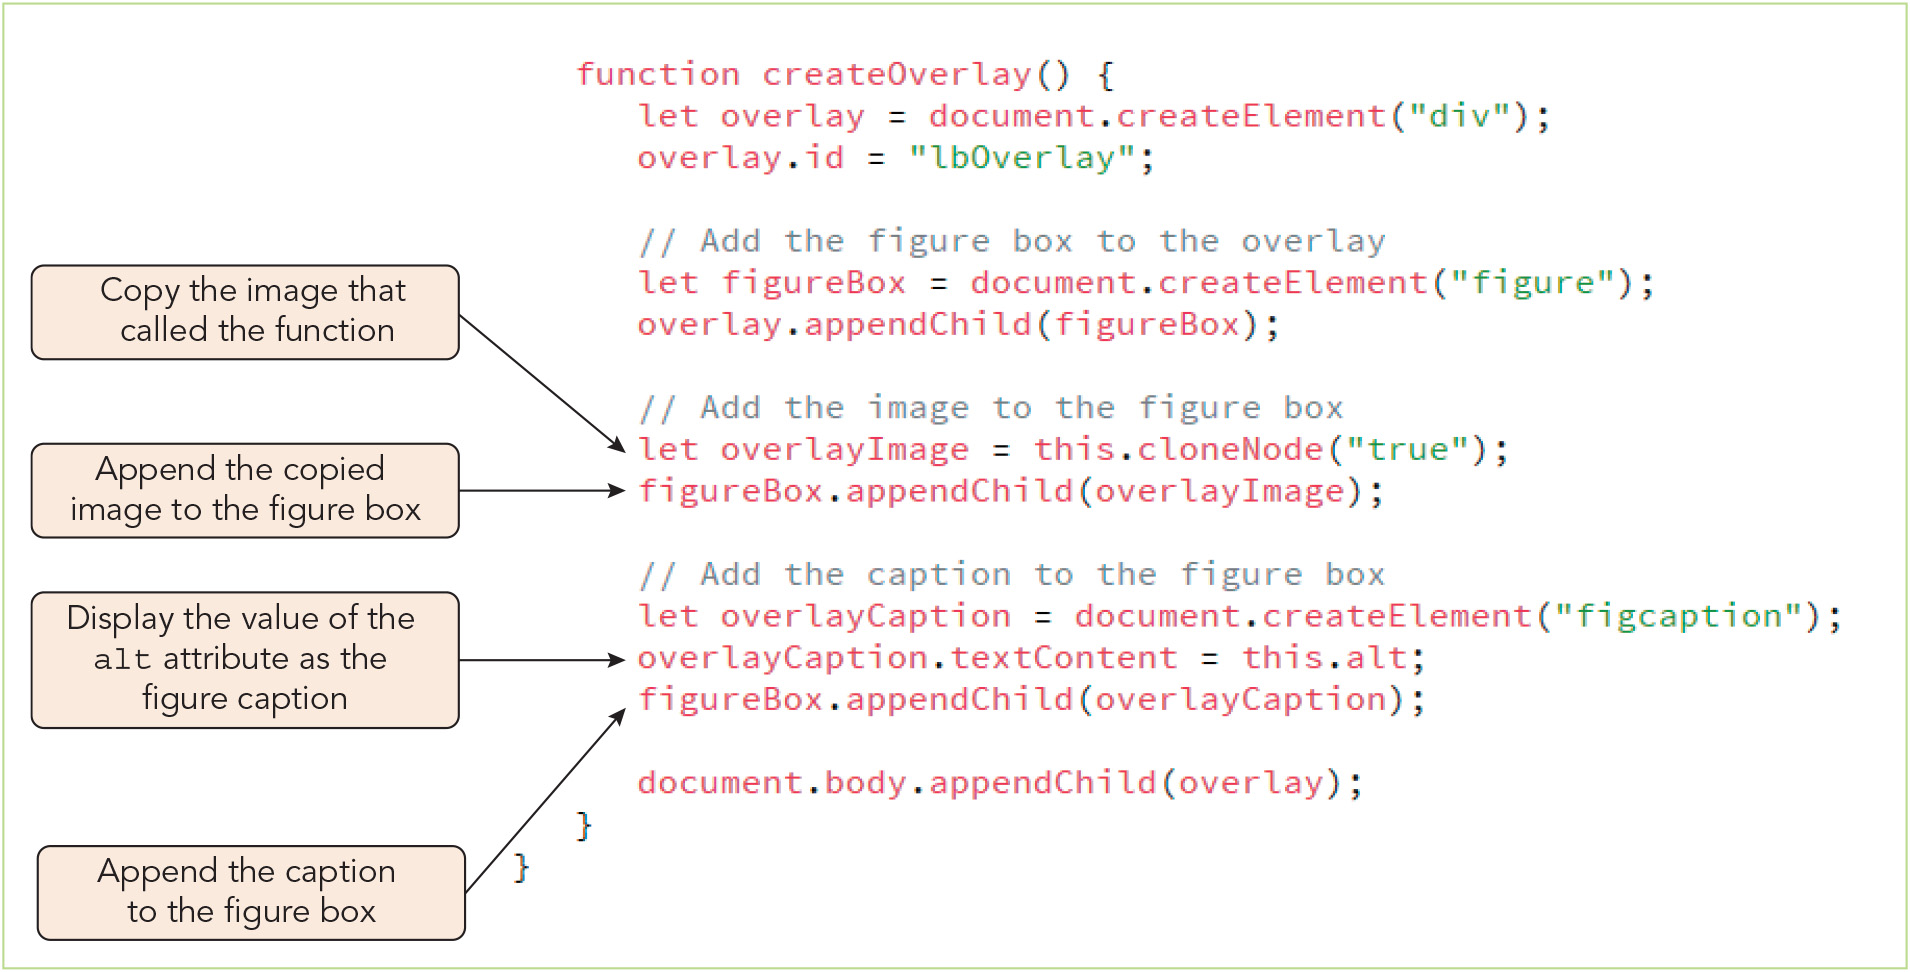 function createOverlay() {
let overlay = document.createElement("div");
overlay.id = "lbOverlay";
// Add the figure box to the overlay
let figureBox = document.createElement("figure");
overlay.appendChild(figureBox);
// Add the image to the figure box
let overlayImage = this.cloneNode("true");
figureBox.appendChild(overlayImage);
// Add the caption to the figure box
let overlayCaption = document.createElement("figcaption");
overlayCaption.textContent = this.alt;
figureBox.appendChild(overlayCaption);
document.body.appendChild(overlay);
}
}
Copy the image that
called the function
Append the copied
image to the figure box
Display the value of the
alt attribute as the
figure caption
Append the caption
to the figure box